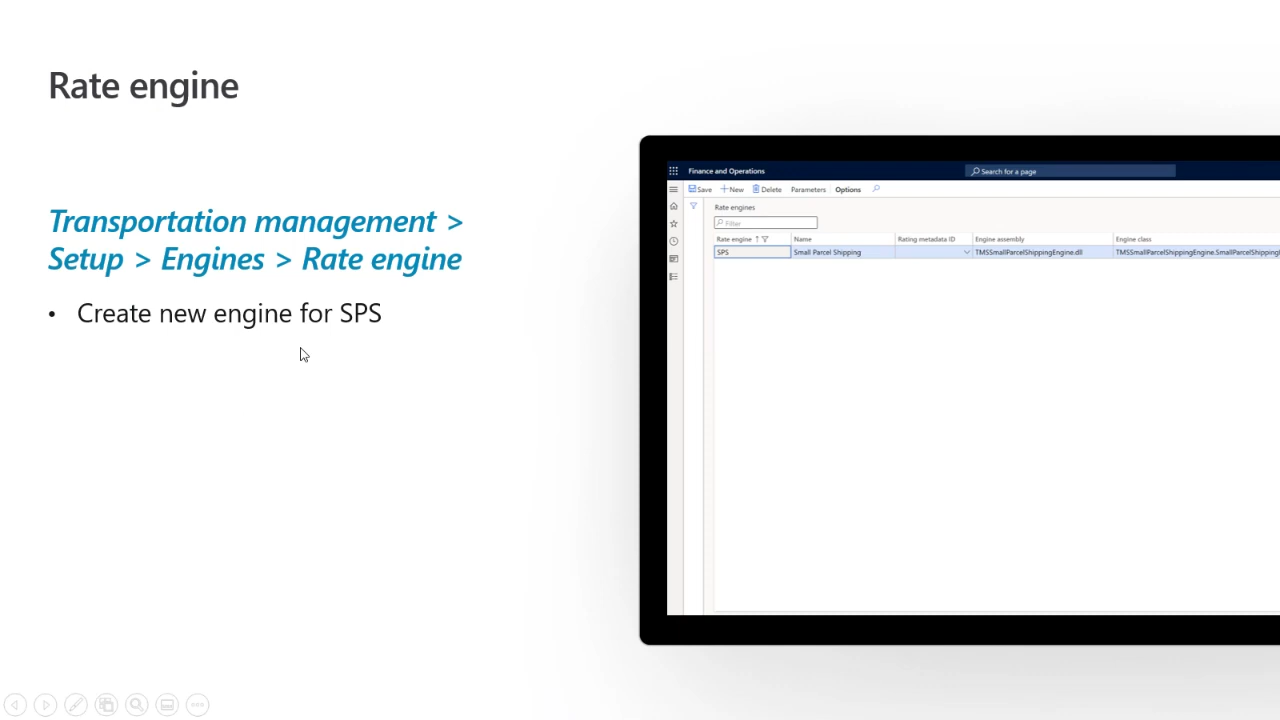 Rate engine
Transportation management >
Setup > Engines > Rate engine
• Create new engine for SPS
Finance and Operations
Search for a page
Save New Delete Parameters Options
Rate engines
Filter
Rate engine Name Rating metadata ID Engine assembly Engine class
SPS Small Parcel Shipping TMSSmallParcelShippingEngine.dll TMSSmallParcelShippingEngine.SmallParcelShipping